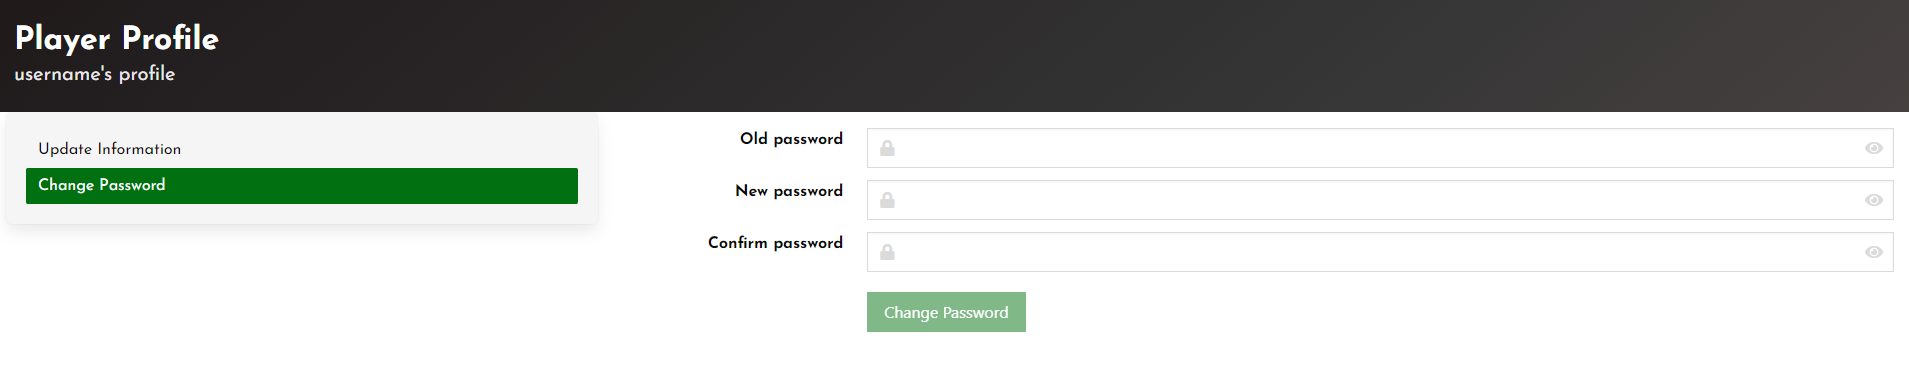 Player Profile
username's profile
Update Information
Change Password
Old password
New password
Confirm password
Change Password